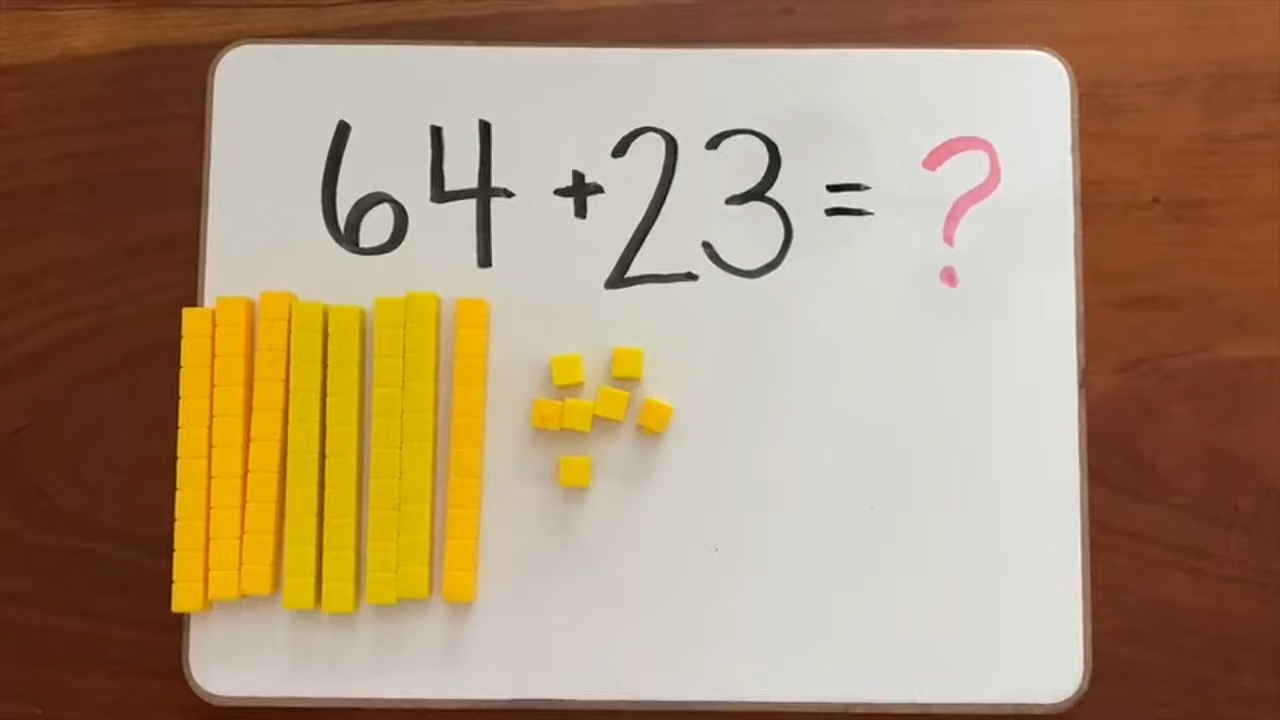 64 + 23 = ?